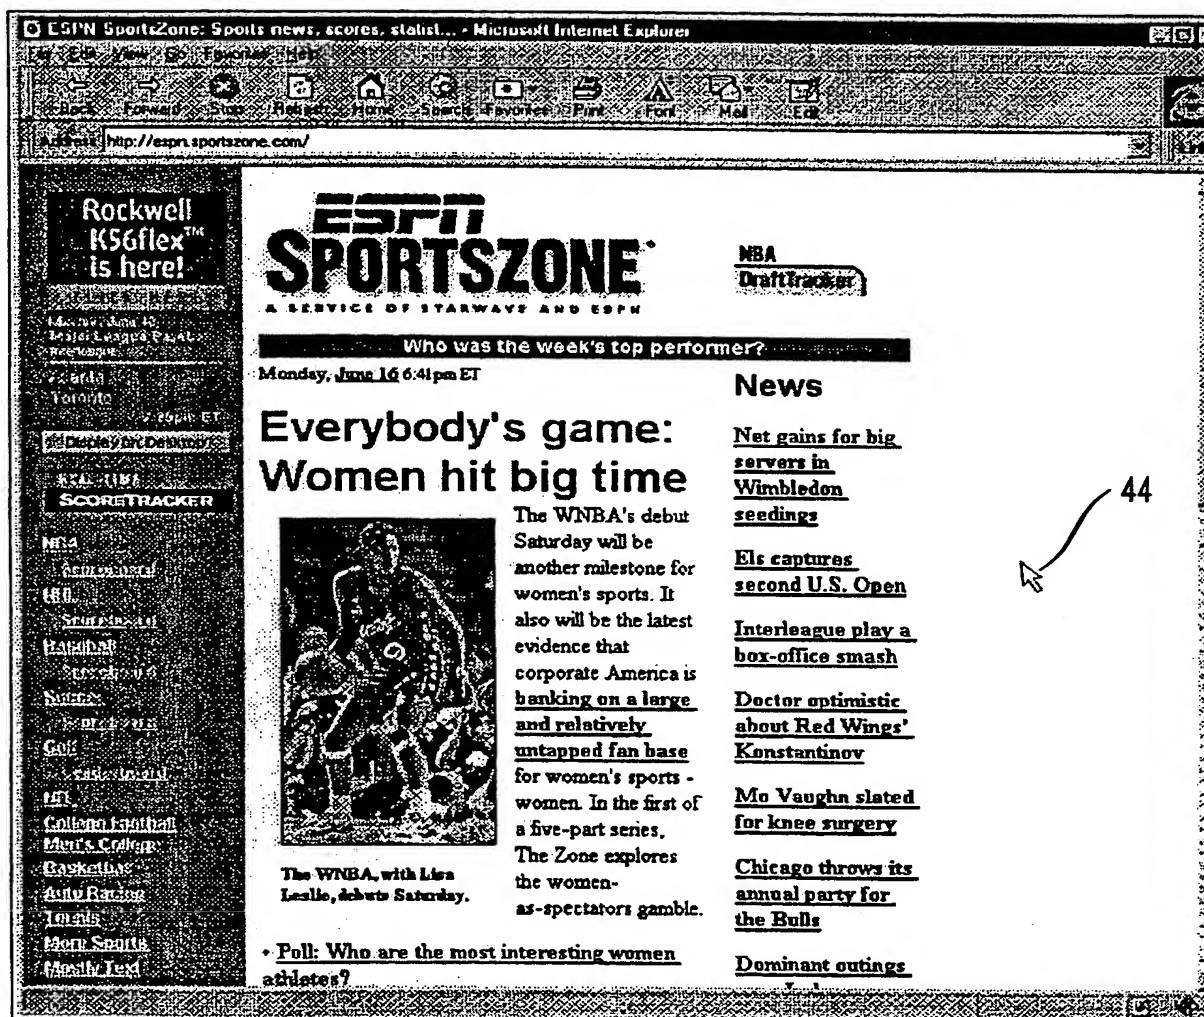 ESPN SportsZone: Sports news, scores, statist... - Microsoft Internet Explorer
Back Forward Stop Refresh Home Search Favorites Print Font Mail Edit
Address http://espn.sportszone.com/
Rockwell
K56flex™
is here!
Toronto
Display on Desktop
SCORETRACKER
NBA
Scoreboard
Baseball
Soccer
Golf
NFL
College Football
Men's College
Basketball
Auto Racing
Tennis
More Sports
Mostly Text
ESPN
SPORTSZONE
A SERVICE OF STARWAVE AND ESPN
NBA
DraftTracker
Who was the week's top performer?
Monday, June 16 6:41pm ET
Everybody's game:
Women hit big time
The WNBA's debut
Saturday will be
another milestone for
women's sports. It
also will be the latest
evidence that
corporate America is
banking on a large
and relatively
untapped fan base
for women's sports -
women. In the first of
a five-part series,
The Zone explores
the women-
as-spectators gamble.
The WNBA, with Lisa
Leslie, debuts Saturday.
• Poll: Who are the most interesting women
athletes?
News
Net gains for big
servers in
Wimbledon
seedings
Els captures
second U.S. Open
Interleague play a
box-office smash
Doctor optimistic
about Red Wings'
Konstantinov
Mo Vaughn slated
for knee surgery
Chicago throws its
annual party for
the Bulls
Dominant outings
44